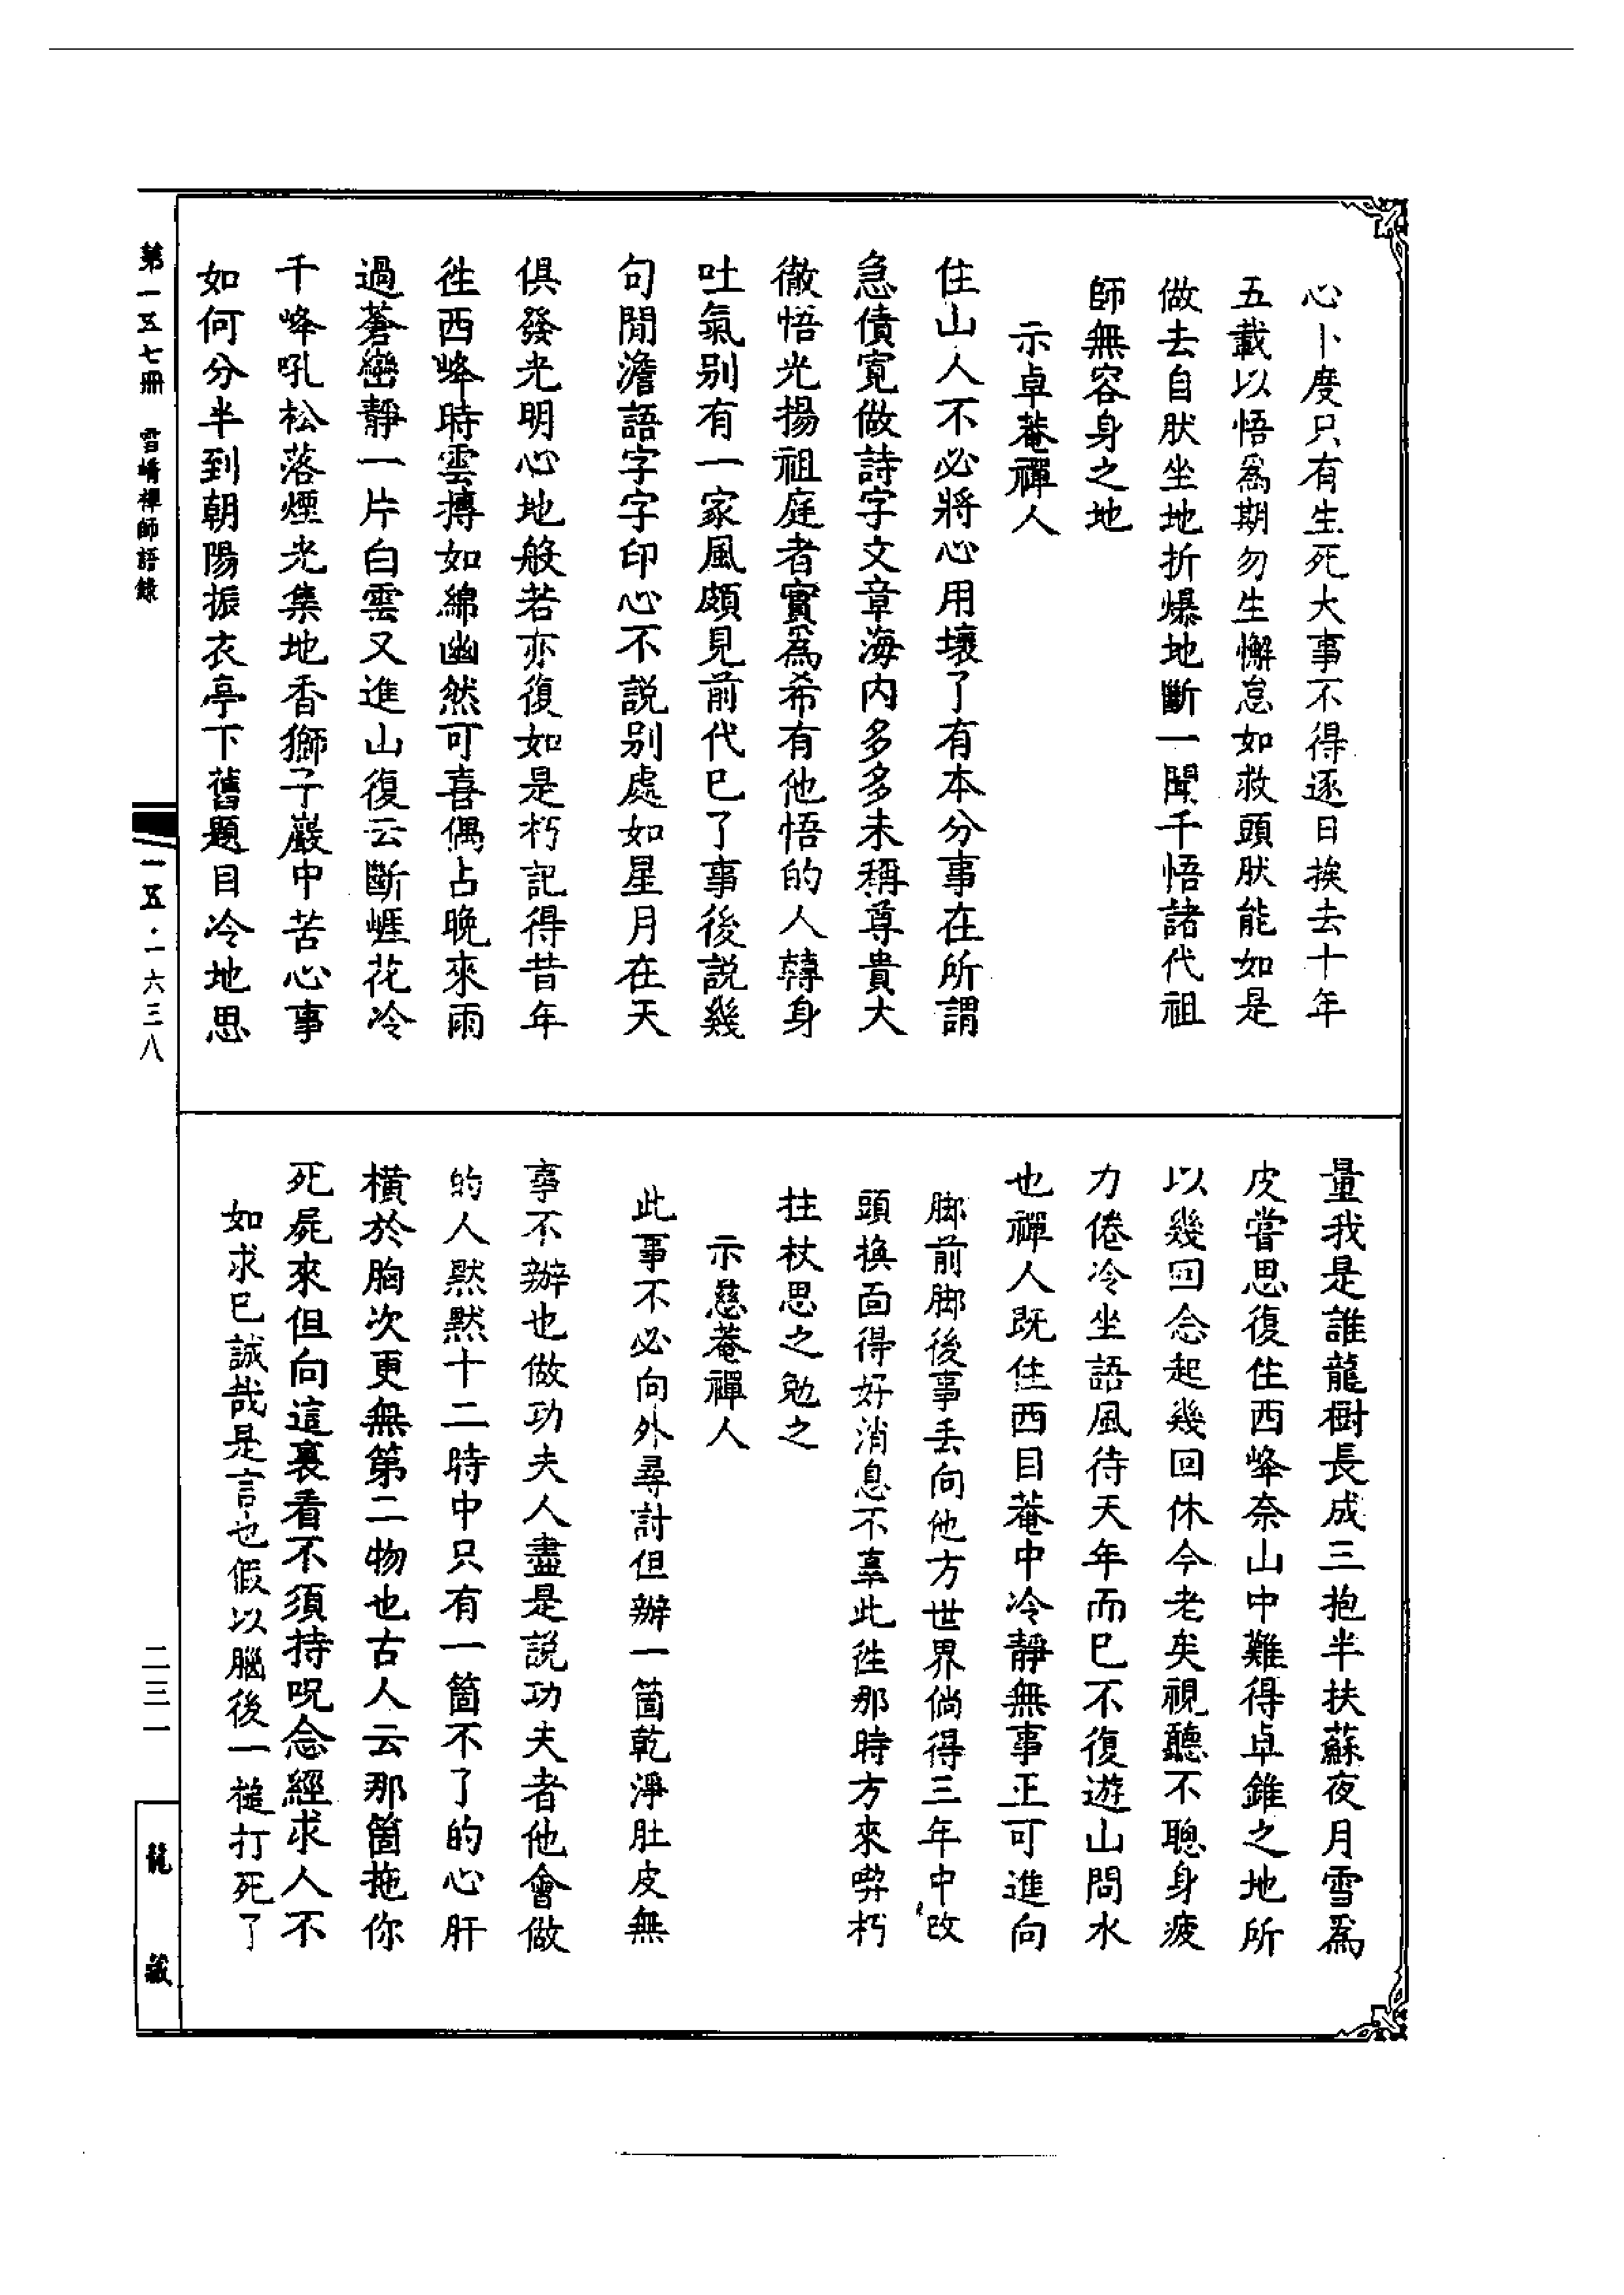 心卜度只有生死大事不得逐日挨去十年
五載以悟爲期勿生懈怠如救頭肰能如是
做去自肰坐地折爆地斷一聞千悟諸代祖
師無容身之地
示卓菴禪人
住山人不必將心用壞了有本分事在所謂
急債寬做詩字文章海内多多未稱尊貴大
徹悟光揚祖庭者實爲希有他悟的人轉身
吐氣别有一家風頗見前代已了事後説幾
句閒澹語字字印心不説别處如星月在天
俱發光明心地般若亦復如是朽記得昔年
徃西峰時雲摶如綿幽然可喜偶占晚來雨
過蒼巒靜一片白雲又進山復云斷崕花冷
千峰吼松落煙光集地香獅子巖中苦心事
如何分半到朝陽振衣亭下舊題目冷地思
量我是誰龍樹長成三抱半扶蘇夜月雪爲
皮嘗思復住西峰奈山中難得卓錐之地所
以幾回念起幾回休今老矣視聽不聰身疲
力倦冷坐語風待天年而已不復遊山問水
也禪人既住西目菴中冷靜無事正可進向
脚前脚後事丢向他方世界倘得三年中改
頭換面得好消息不辜此徃那時方來喫朽
拄杖思之勉之
示慈菴禪人
此事不必向外尋討但辦一箇乾淨肚皮無
事不辦也做功夫人盡是説功夫者他會做
的人黙黙十二時中只有一箇不了的心肝
橫於胸次更無第二物也古人云那箇拖你
死屍來但向這裏看不須持呪念經求人不
如求已誠哉是言也假以腦後一槌打死了
第一五七冊　雪嶠禪師語錄
一五·一六三八
二三一
龍藏